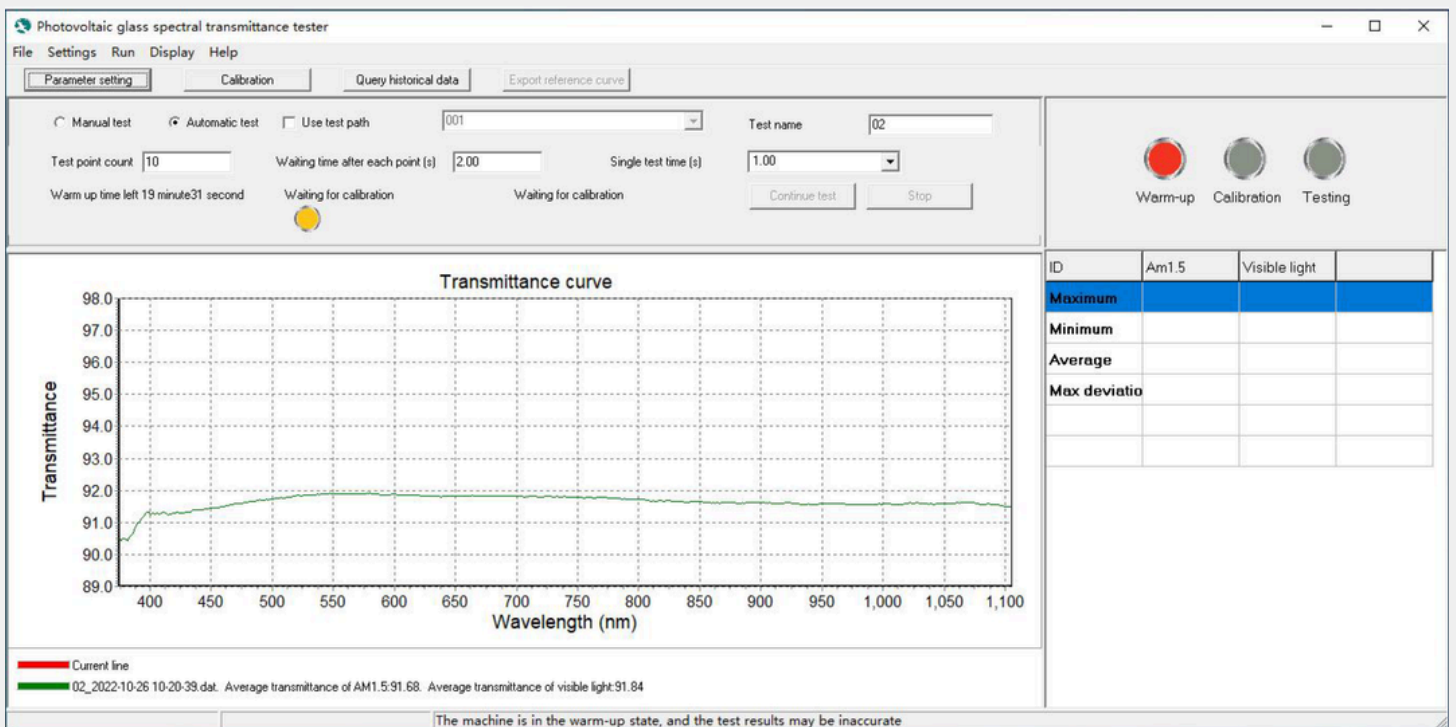 Photovoltaic glass spectral transmittance tester
File Settings Run Display Help
Parameter setting Calibration Query historical data Export reference curve
Manual test Automatic test Use test path 001 Test name 02
Test point count 10 Waiting time after each point (s) 2.00 Single test time (s) 1.00
Warm up time left 19 minute31 second Waiting for calibration Waiting for calibration Continue test Stop
Warm-up Calibration Testing
Transmittance curve
98.0
97.0
96.0
95.0
94.0
93.0
92.0
91.0
90.0
89.0
Transmittance
400 450 500 550 600 650 700 750 800 850 900 950 1,000 1,050 1,100
Wavelength (nm)
Current line
02_2022-10-26 10-20-39.dat. Average transmittance of AM1.5:91.68. Average transmittance of visible light:91.84
ID Am1.5 Visible light
Maximum
Minimum
Average
Max deviatio
The machine is in the warm-up state, and the test results may be inaccurate